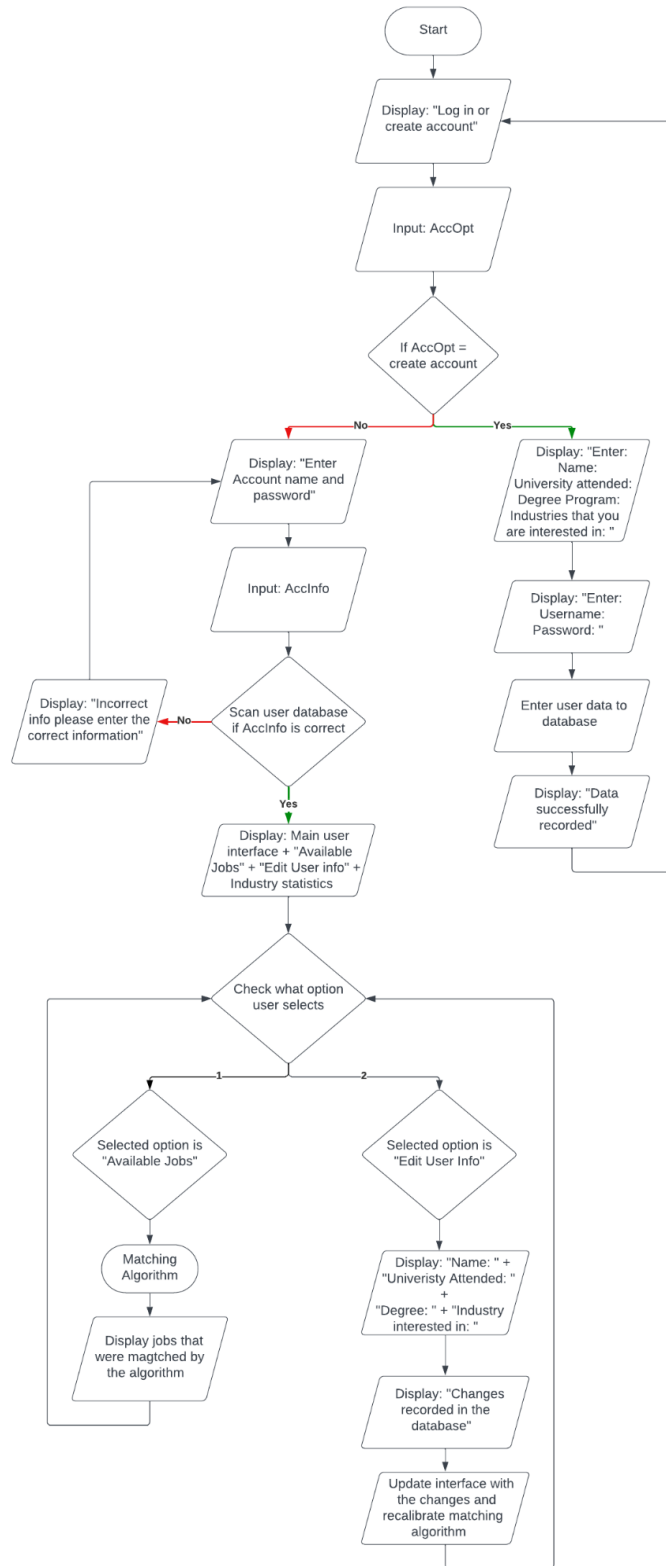 Start
Display: "Log in or
create account"
Input: AccOpt
If AccOpt =
create account
No
Yes
Display: "Enter
Account name and
password"
Display: "Enter:
Name:
University attended:
Degree Program:
Industries that you
are interested in: "
Input: AccInfo
Display: "Enter:
Username:
Password: "
Display: "Incorrect
info please enter the
correct information"
No
Scan user database
if AccInfo is correct
Enter user data to
database
Yes
Display: "Data
successfully
recorded"
Display: Main user
interface + "Available
Jobs" + "Edit User info" +
Industry statistics
Check what option
user selects
1
2
Selected option is
"Available Jobs"
Selected option is
"Edit User Info"
Matching
Algorithm
Display: "Name: " +
"Univeristy Attended: "
+
"Degree: " + "Industry
interested in: "
Display jobs that
were magtched by
the algorithm
Display: "Changes
recorded in the
database"
Update interface with
the changes and
recalibrate matching
algorithm